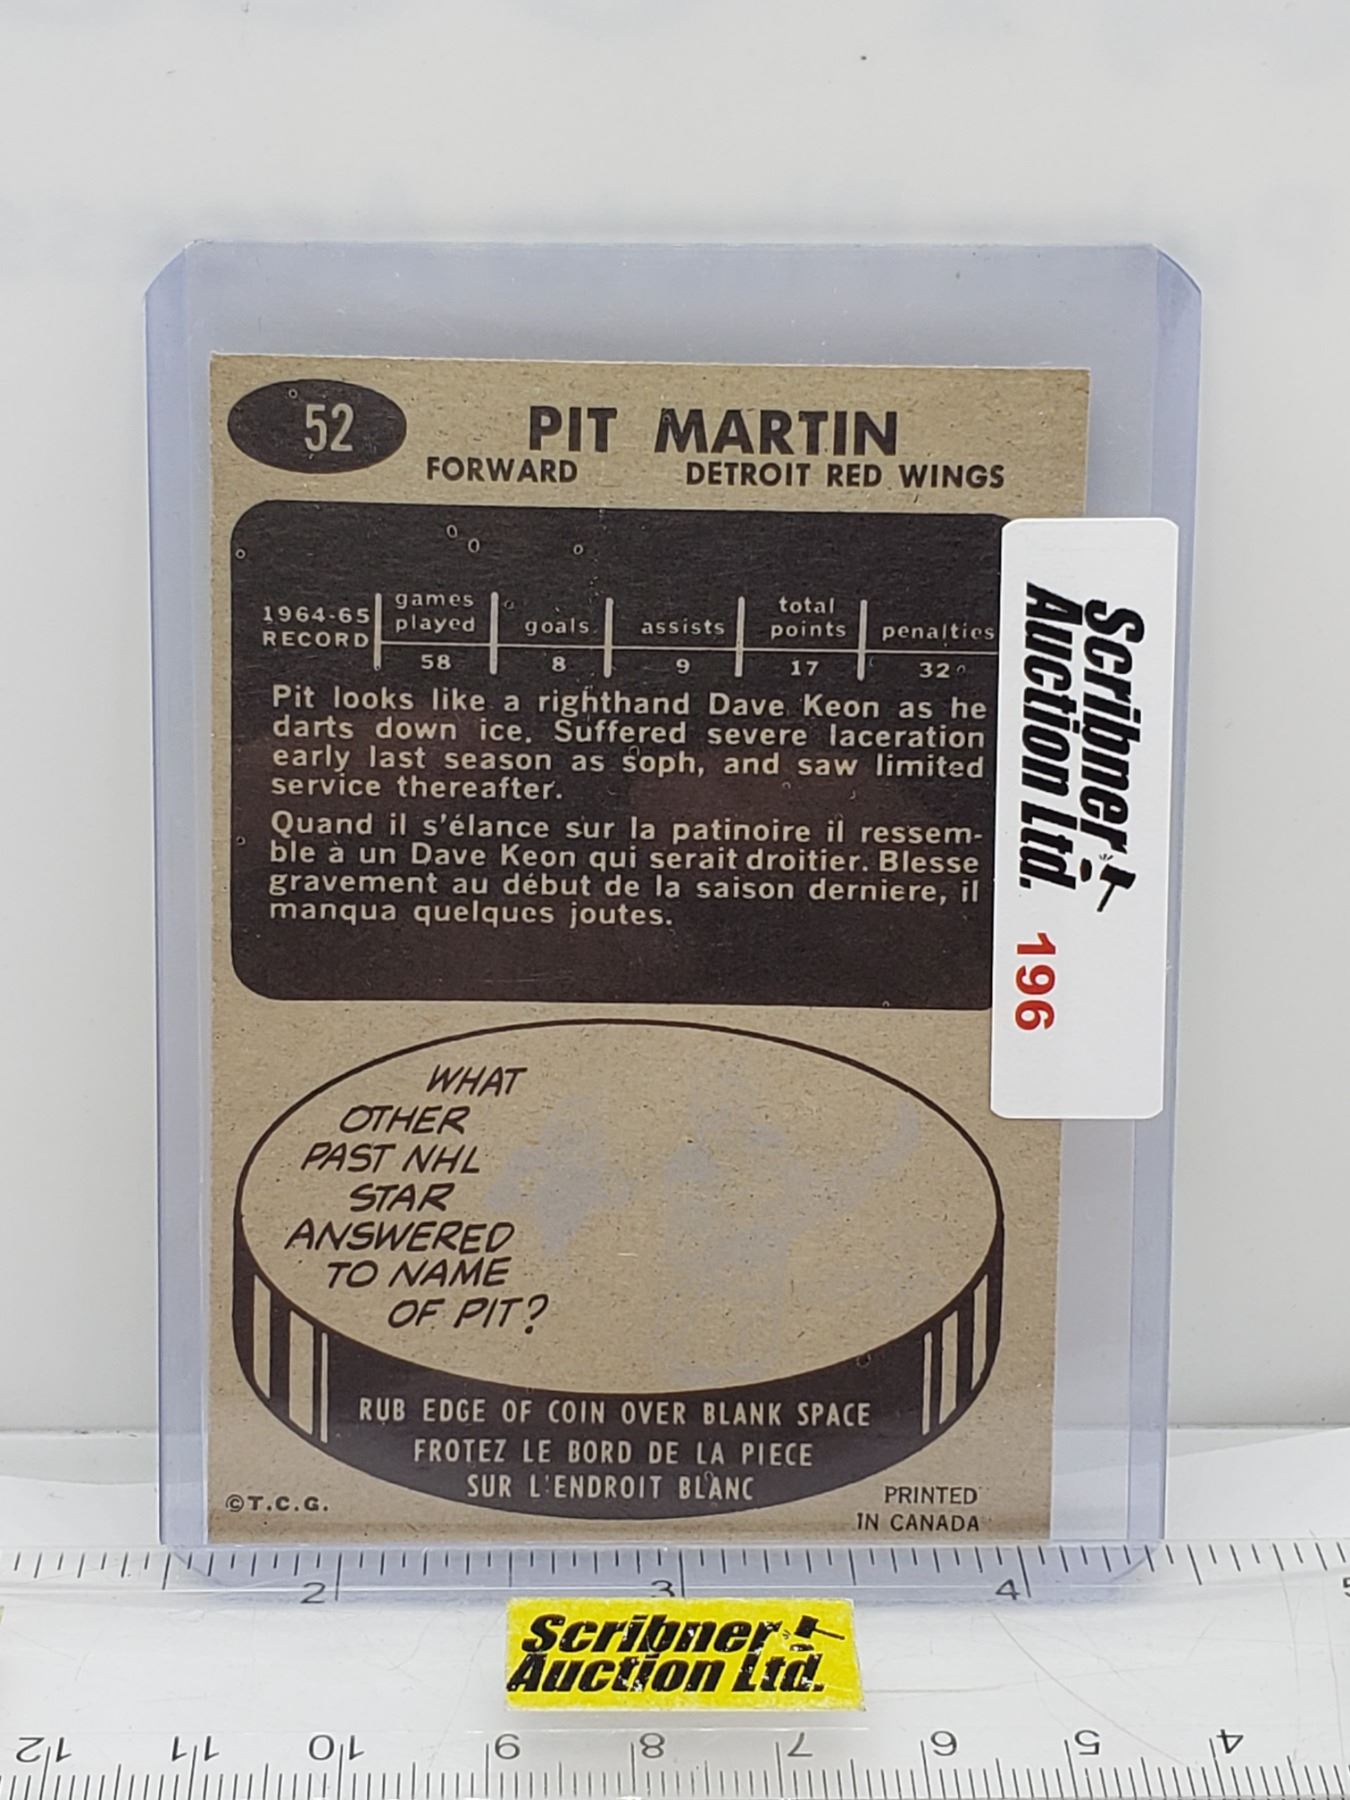 52
PIT MARTIN
FORWARD DETROIT RED WINGS
1964-65 RECORD games played goals assists total points penalties
58 8 9 17 32
Pit looks like a righthand Dave Keon as he
darts down ice. Suffered severe laceration
early last season as soph, and saw limited
service thereafter.
Quand il s'élance sur la patinoire il ressem-
ble à un Dave Keon qui serait droitier. Blesse
gravement au début de la saison derniere, il
manqua quelques joutes.
WHAT
OTHER
PAST NHL
STAR
ANSWERED
TO NAME
OF PIT?
RUB EDGE OF COIN OVER BLANK SPACE
FROTEZ LE BORD DE LA PIECE
SUR L'ENDROIT BLANC
©T.C.G.
PRINTED
IN CANADA
Scribner
Auction Ltd.
196
2 3 4 5
Scribner
Auction Ltd.
12 11 10 9 8 7 6 5 4